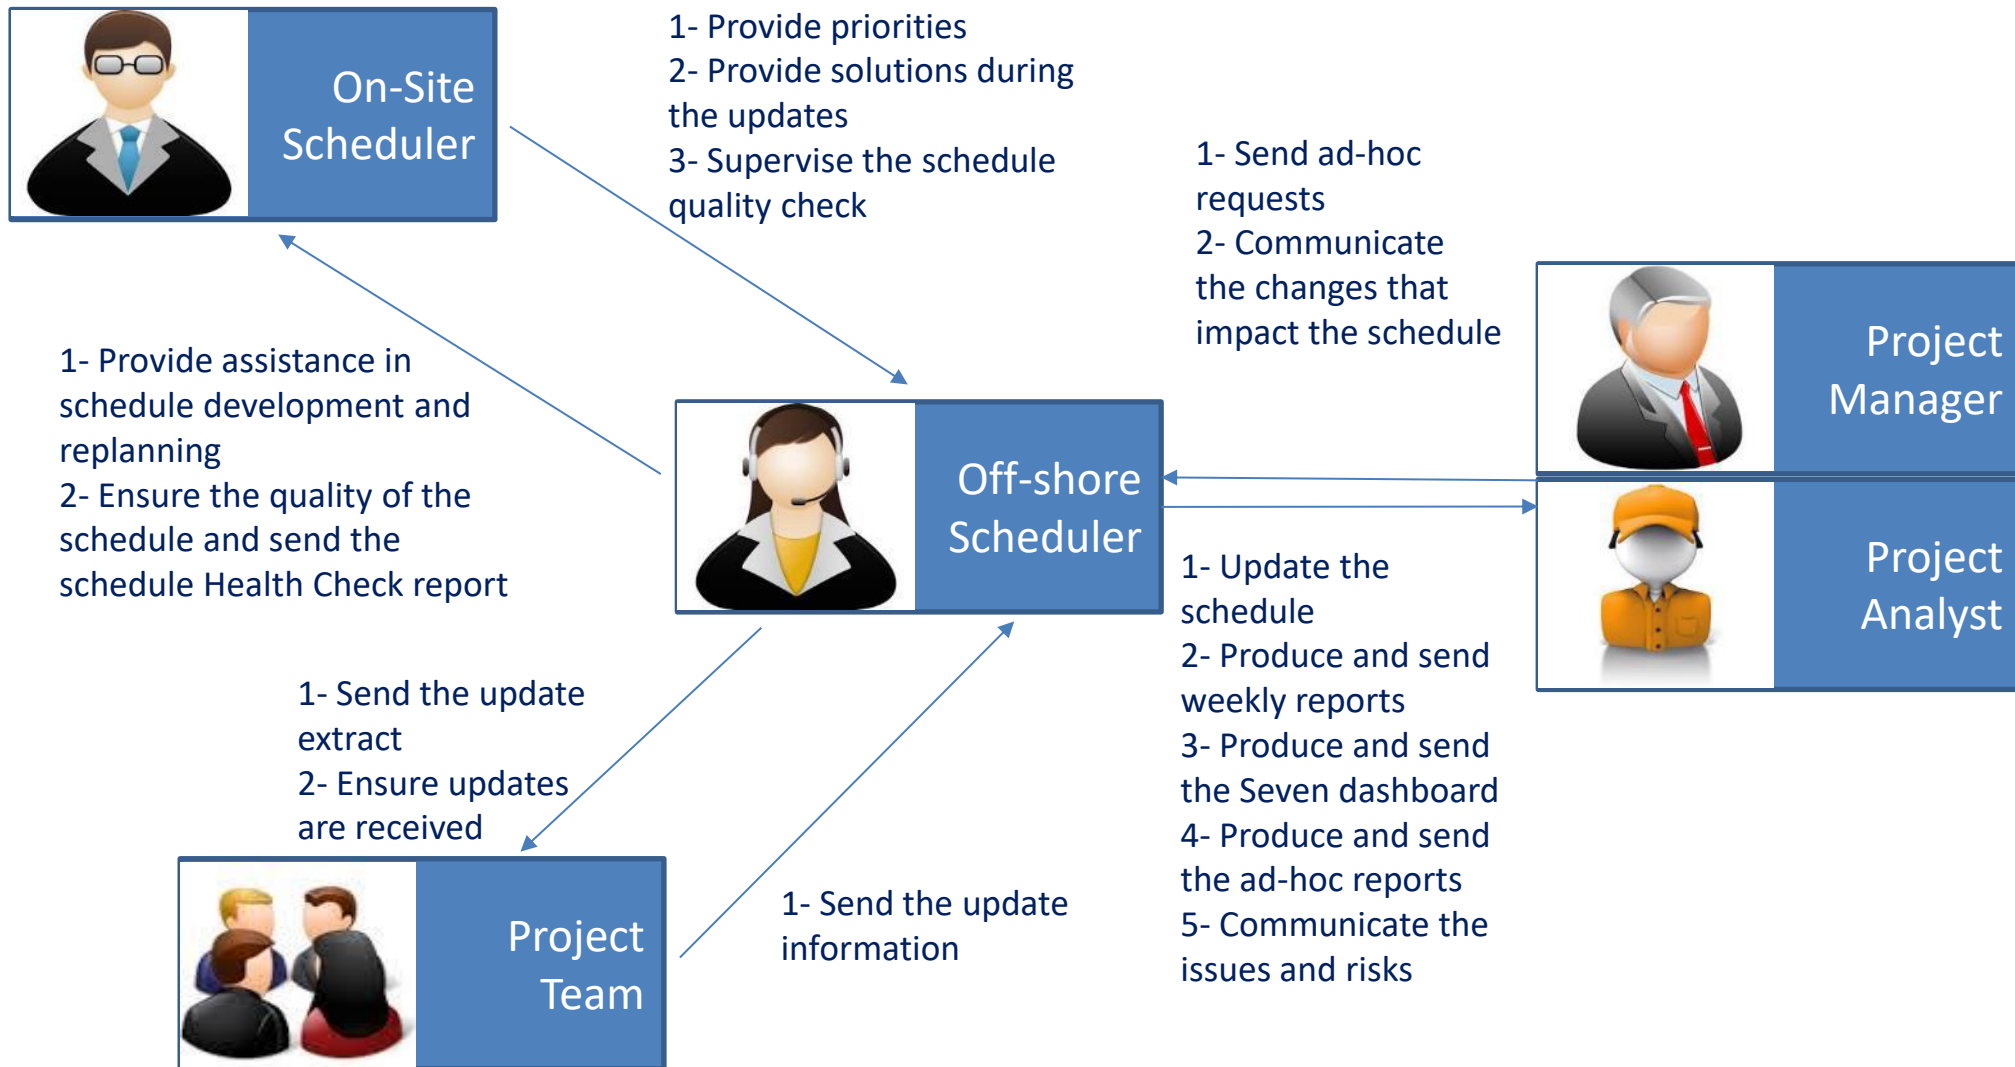 On-Site
Scheduler
1- Provide priorities
2- Provide solutions during
the updates
3- Supervise the schedule
quality check
1- Send ad-hoc
requests
2- Communicate
the changes that
impact the schedule
Project
Manager
1- Provide assistance in
schedule development and
replanning
2- Ensure the quality of the
schedule and send the
schedule Health Check report
Off-shore
Scheduler
Project
Analyst
1- Update the
schedule
2- Produce and send
weekly reports
3- Produce and send
the Seven dashboard
4- Produce and send
the ad-hoc reports
5- Communicate the
issues and risks
1- Send the update
extract
2- Ensure updates
are received
Project
Team
1- Send the update
information